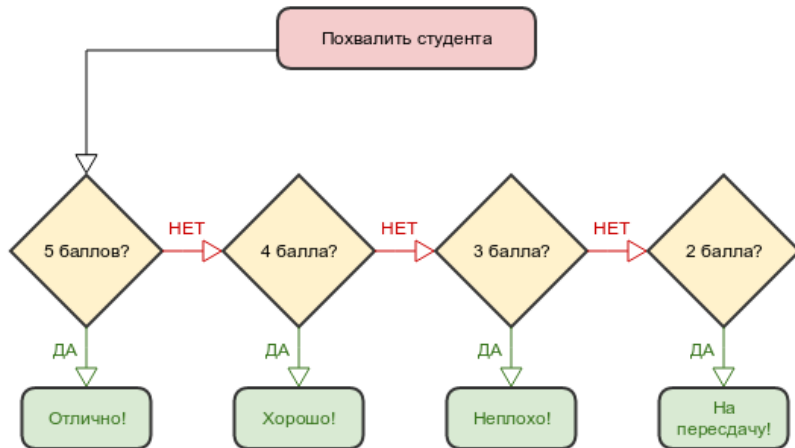 Похвалить студента
НЕТ
НЕТ
НЕТ
5 баллов?
4 балла?
3 балла?
2 балла?
ДА
ДА
ДА
ДА
Отлично!
Хорошо!
Неплохо!
На
пересдачу!